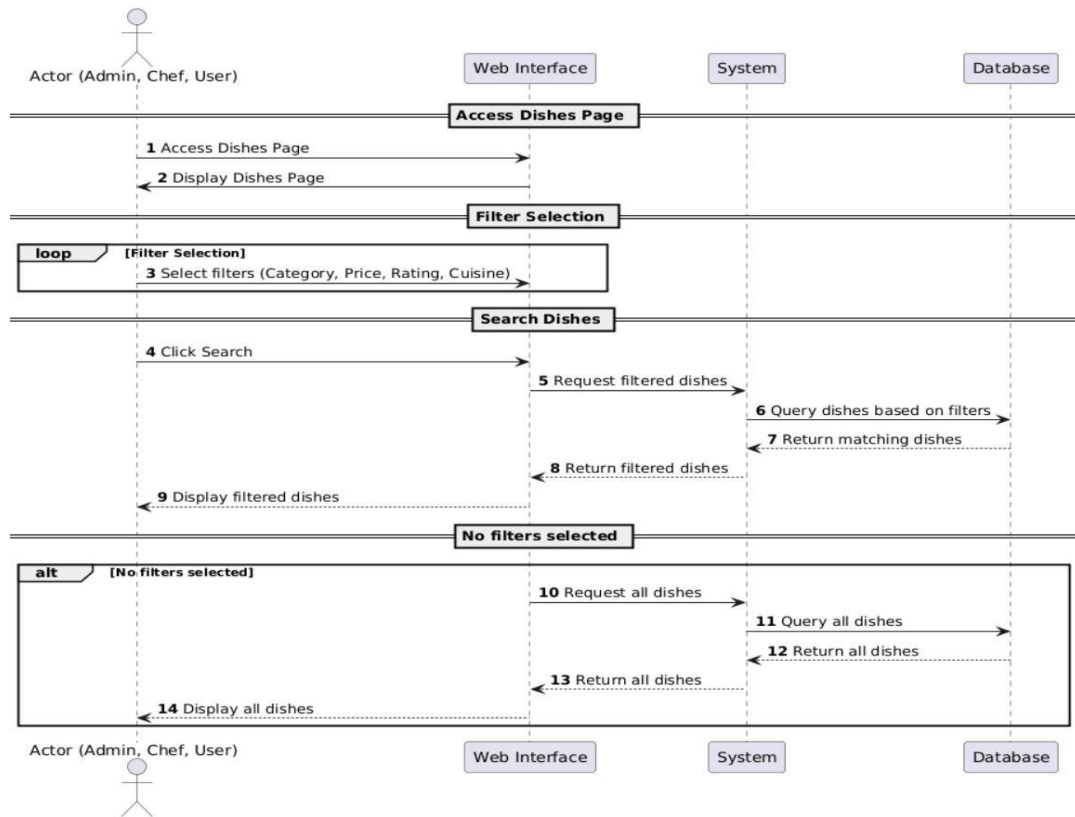 Actor (Admin, Chef, User)
Web Interface
System
Database
Access Dishes Page
1 Access Dishes Page
2 Display Dishes Page
Filter Selection
loop [Filter Selection]
3 Select filters (Category, Price, Rating, Cuisine)
Search Dishes
4 Click Search
5 Request filtered dishes
6 Query dishes based on filters
7 Return matching dishes
8 Return filtered dishes
9 Display filtered dishes
No filters selected
alt [No filters selected]
10 Request all dishes
11 Query all dishes
12 Return all dishes
13 Return all dishes
14 Display all dishes
Actor (Admin, Chef, User)
Web Interface
System
Database